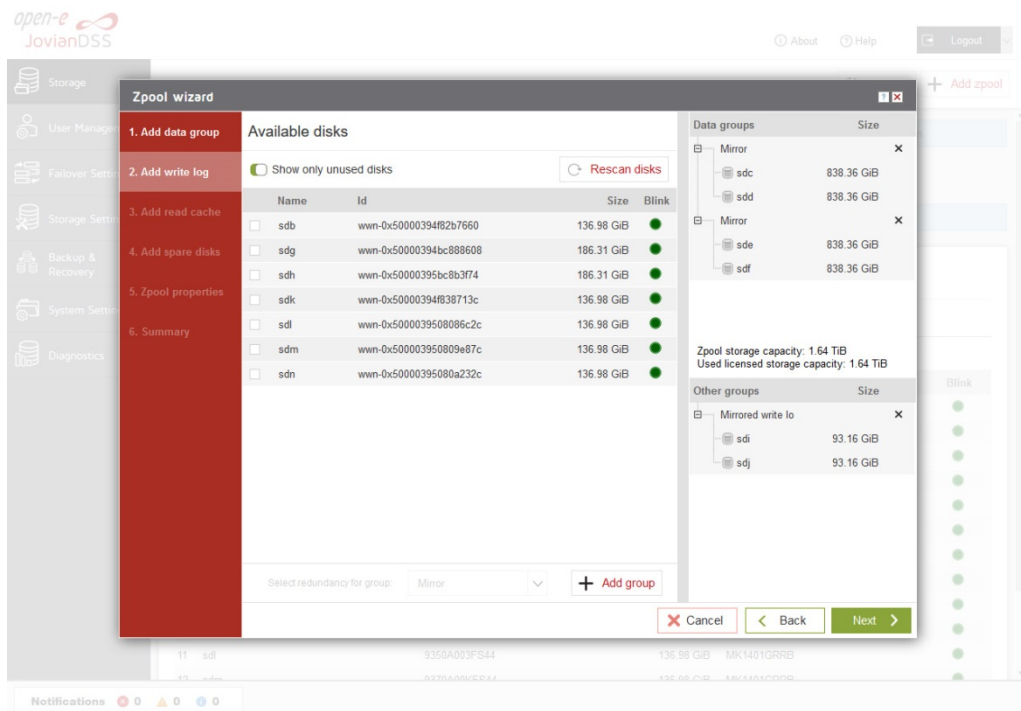 open-e
JovianDSS
About Help Logout
Storage
Add zpool
User Manage
Failover Setti
Storage Setti
Backup &
Recovery
System Setti
Diagnostics
Zpool wizard
1. Add data group
2. Add write log
3. Add read cache
4. Add spare disks
5. Zpool properties
6. Summary
Available disks
Show only unused disks Rescan disks
Name Id Size Blink
sdb wwn-0x50000394f82b7660 136.98 GiB
sdg wwn-0x50000394bc888608 186.31 GiB
sdh wwn-0x50000395bc8b3f74 186.31 GiB
sdk wwn-0x50000394f838713c 136.98 GiB
sdl wwn-0x5000039508086c2c 136.98 GiB
sdm wwn-0x500003950809e87c 136.98 GiB
sdn wwn-0x50000395080a232c 136.98 GiB
Select redundancy for group: Mirror Add group
Data groups Size
Mirror
sdc 838.36 GiB
sdd 838.36 GiB
Mirror
sde 838.36 GiB
sdf 838.36 GiB
Zpool storage capacity: 1.64 TiB
Used licensed storage capacity: 1.64 TiB
Other groups Size
Mirrored write lo
sdi 93.16 GiB
sdj 93.16 GiB
Cancel Back Next
Blink
11 sdl 9350A003FS44 136.98 GiB MK1401GRRB
Notifications 0 0 0